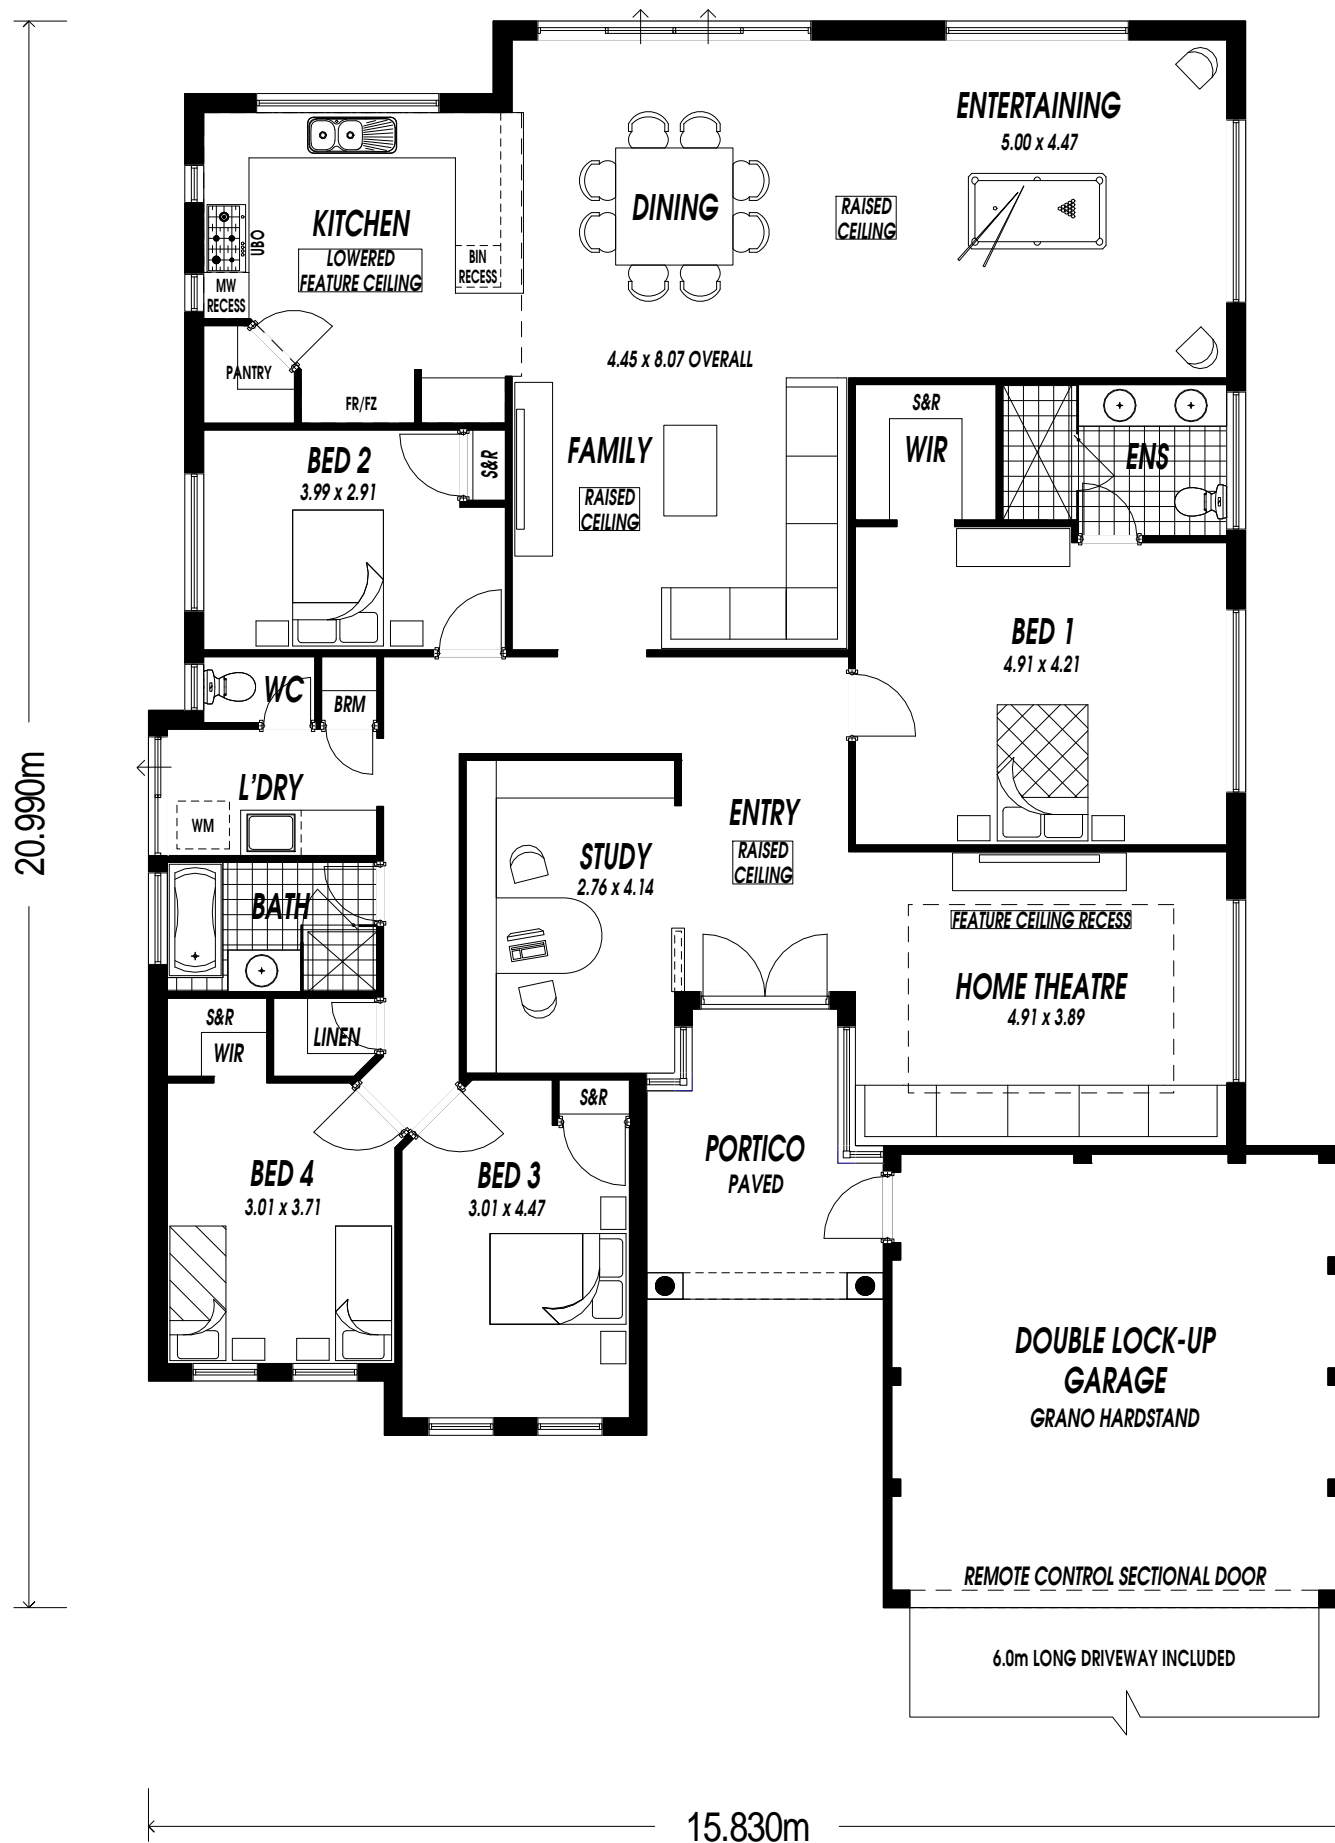 ENTERTAINING
5.00 x 4.47
DINING
RAISED
CEILING
KITCHEN
LOWERED
FEATURE CEILING
UBO
BIN
RECESS
MW
RECESS
PANTRY
FR/FZ
4.45 x 8.07 OVERALL
S&R
WIR
ENS
FAMILY
RAISED
CEILING
BED 2
3.99 x 2.91
S&R
BED 1
4.91 x 4.21
WC
BRM
L'DRY
WM
20.990m
ENTRY
RAISED
CEILING
STUDY
2.76 x 4.14
BATH
FEATURE CEILING RECESS
HOME THEATRE
4.91 x 3.89
S&R
WIR
LINEN
S&R
PORTICO
PAVED
BED 4
3.01 x 3.71
BED 3
3.01 x 4.47
DOUBLE LOCK-UP
GARAGE
GRANO HARDSTAND
REMOTE CONTROL SECTIONAL DOOR
6.0m LONG DRIVEWAY INCLUDED
15.830m